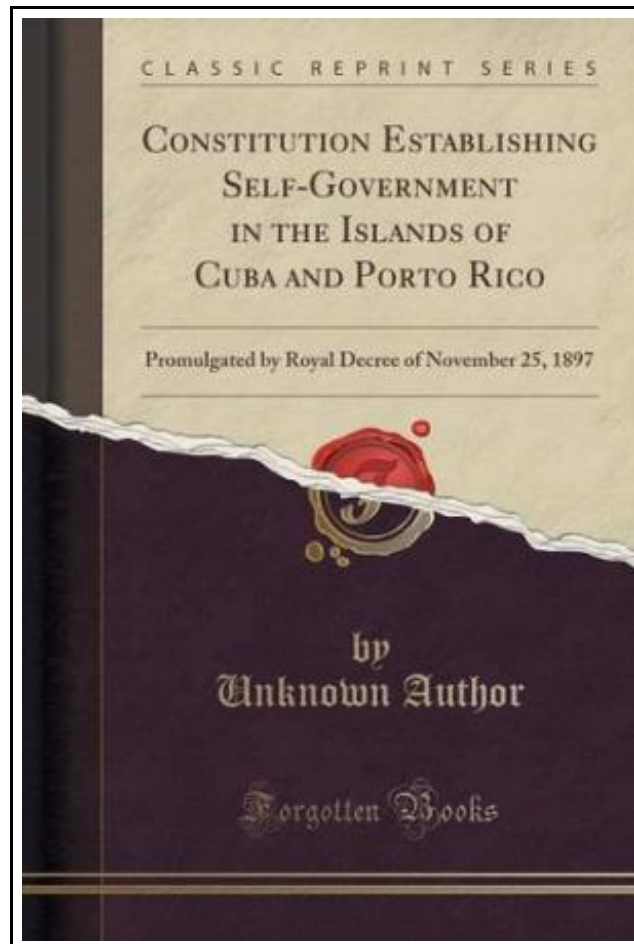 CLASSIC REPRINT SERIES
CONSTITUTION ESTABLISHING
SELF-GOVERNMENT
IN THE ISLANDS OF
CUBA AND PORTO RICO
Promulgated by Royal Decree of November 25, 1897
by
Unknown Author
Forgotten Books